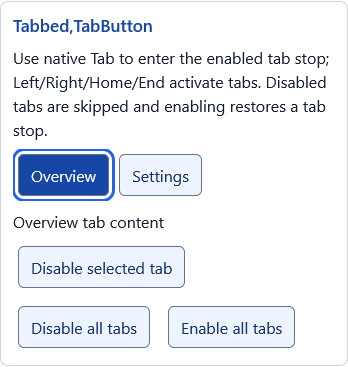 Tabbed,TabButton
Use native Tab to enter the enabled tab stop;
Left/Right/Home/End activate tabs. Disabled
tabs are skipped and enabling restores a tab
stop.
Overview Settings
Overview tab content
Disable selected tab
Disable all tabs Enable all tabs